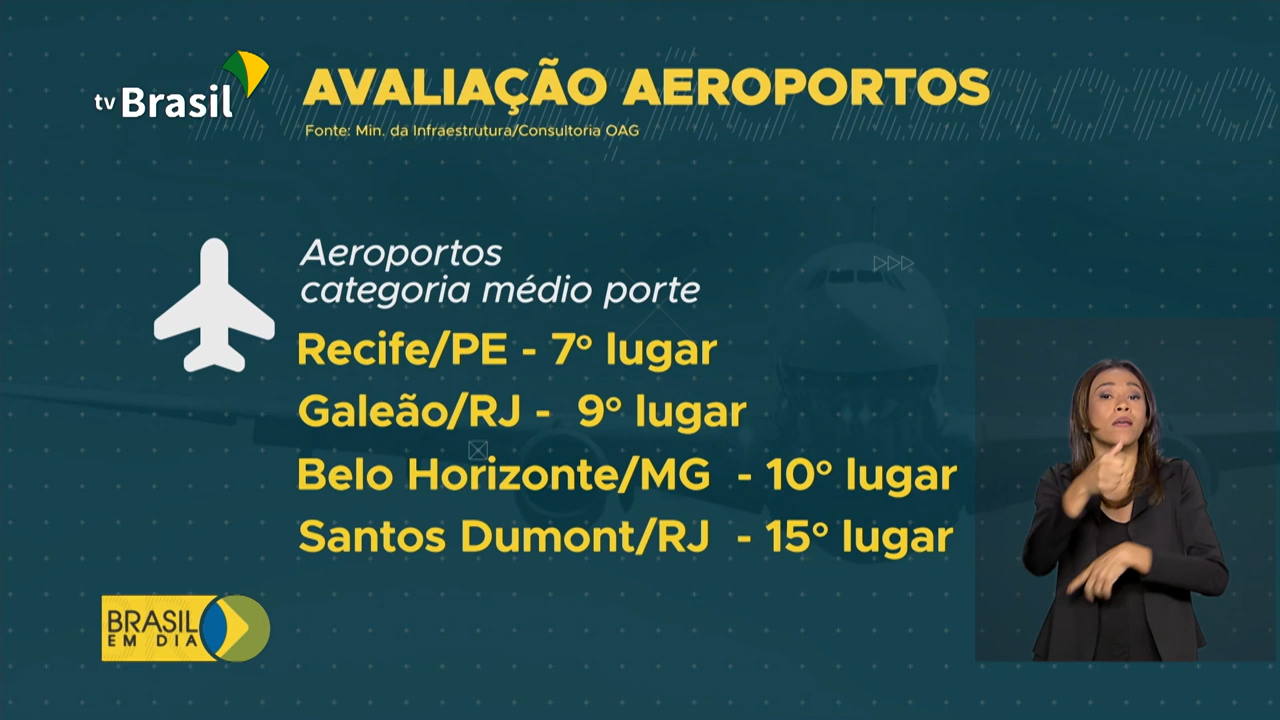 tv Brasil
AVALIAÇÃO AEROPORTOS
Fonte: Min. da Infraestrutura/Consultoria OAG
Aeroportos
categoria médio porte
Recife/PE - 7º lugar
Galeão/RJ - 9º lugar
Belo Horizonte/MG - 10º lugar
Santos Dumont/RJ - 15º lugar
BRASIL
EM DIA